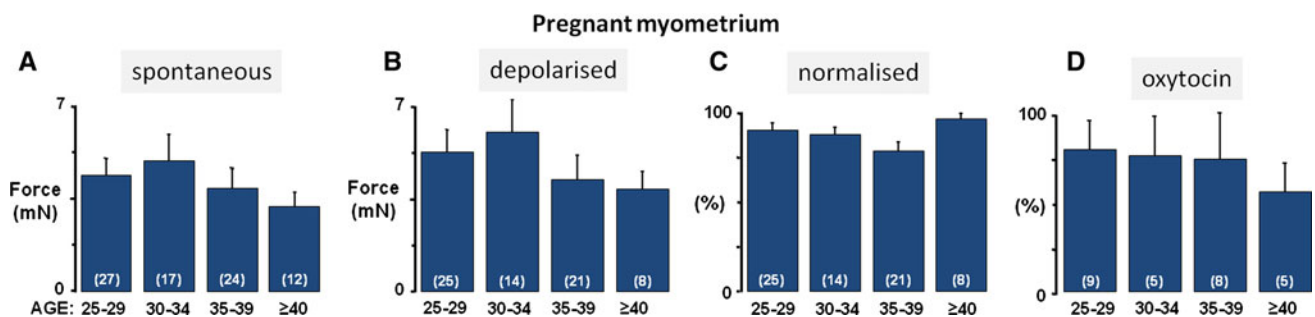 Pregnant myometrium
A
spontaneous
7
Force
(mN)
0
(27) (17) (24) (12)
AGE: 25-29 30-34 35-39 ≥40
B
depolarised
7
Force
(mN)
0
(25) (14) (21) (8)
25-29 30-34 35-39 ≥40
C
normalised
100
(%)
0
(25) (14) (21) (8)
25-29 30-34 35-39 ≥40
D
oxytocin
100
(%)
0
(9) (5) (8) (5)
25-29 30-34 35-39 ≥40